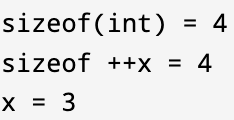 sizeof(int) = 4
sizeof ++x = 4
x = 3